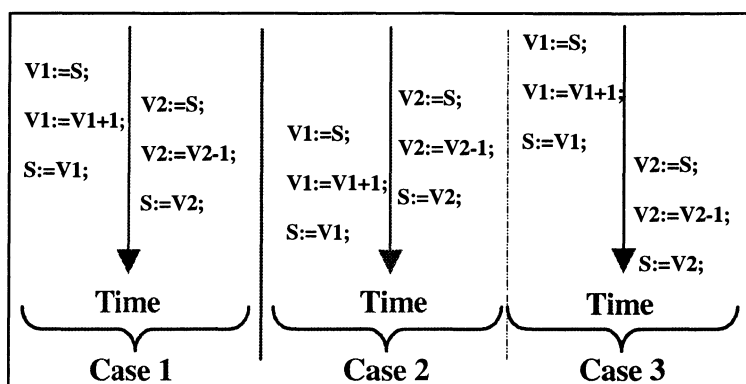 V1:=S;
V1:=V1+1;
S:=V1;
V2:=S;
V2:=V2-1;
S:=V2;
Time
Case 1
V1:=S;
V1:=V1+1;
S:=V1;
V2:=S;
V2:=V2-1;
S:=V2;
Time
Case 2
V1:=S;
V1:=V1+1;
S:=V1;
V2:=S;
V2:=V2-1;
S:=V2;
Time
Case 3